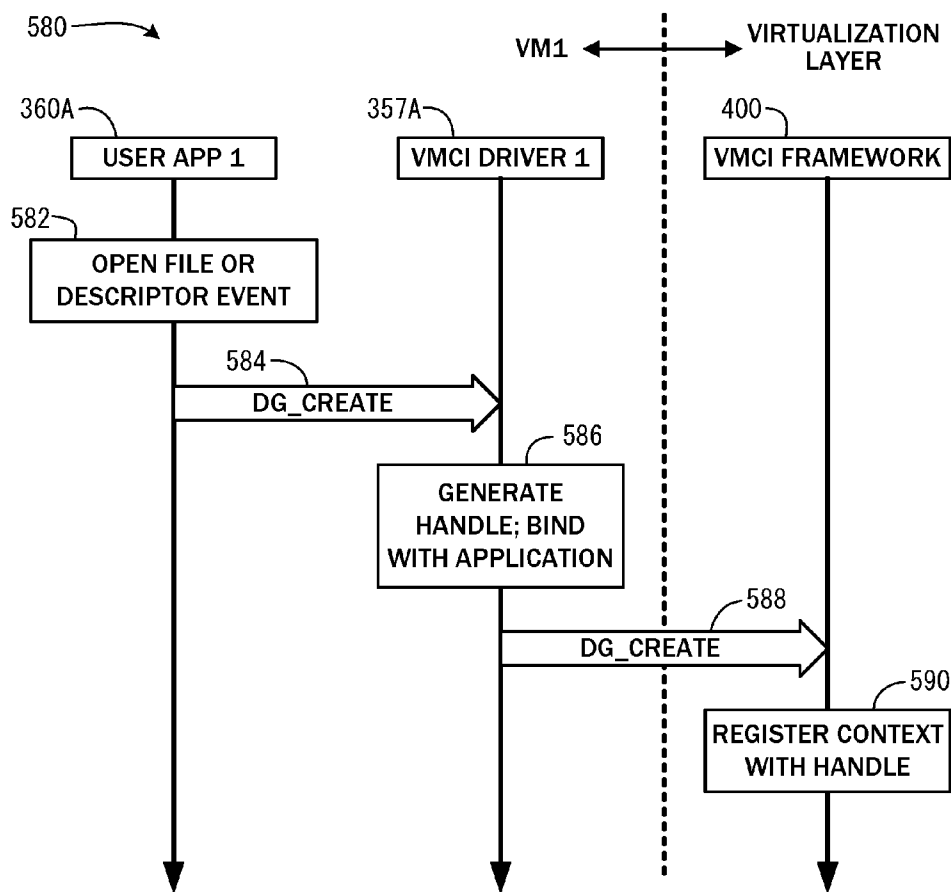 580
VM1
VIRTUALIZATION
LAYER
360A
357A
400
USER APP 1
VMCI DRIVER 1
VMCI FRAMEWORK
582
OPEN FILE OR
DESCRIPTOR EVENT
584
DG_CREATE
586
GENERATE
HANDLE; BIND
WITH APPLICATION
588
DG_CREATE
590
REGISTER CONTEXT
WITH HANDLE